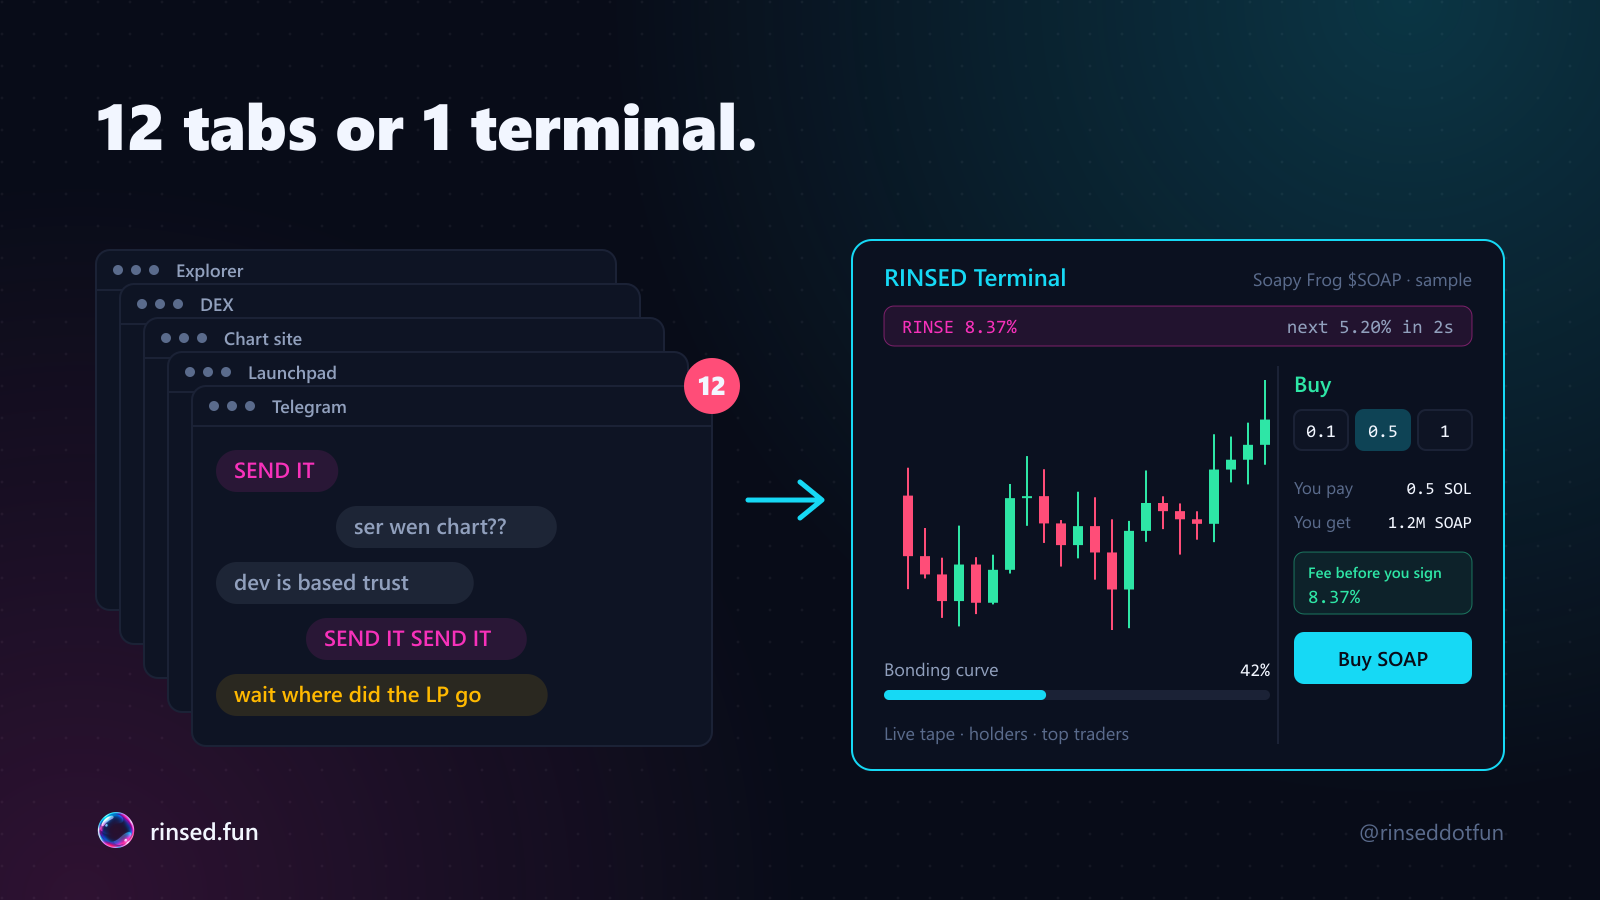 12 tabs or 1 terminal.
Explorer
DEX
Chart site
Launchpad
Telegram
12
SEND IT
ser wen chart??
dev is based trust
SEND IT SEND IT
wait where did the LP go
RINSED Terminal
Soapy Frog $SOAP · sample
RINSE 8.37%
next 5.20% in 2s
Buy
0.1 0.5 1
You pay 0.5 SOL
You get 1.2M SOAP
Fee before you sign
8.37%
Buy SOAP
Bonding curve 42%
Live tape · holders · top traders
rinsed.fun
@rinseddotfun